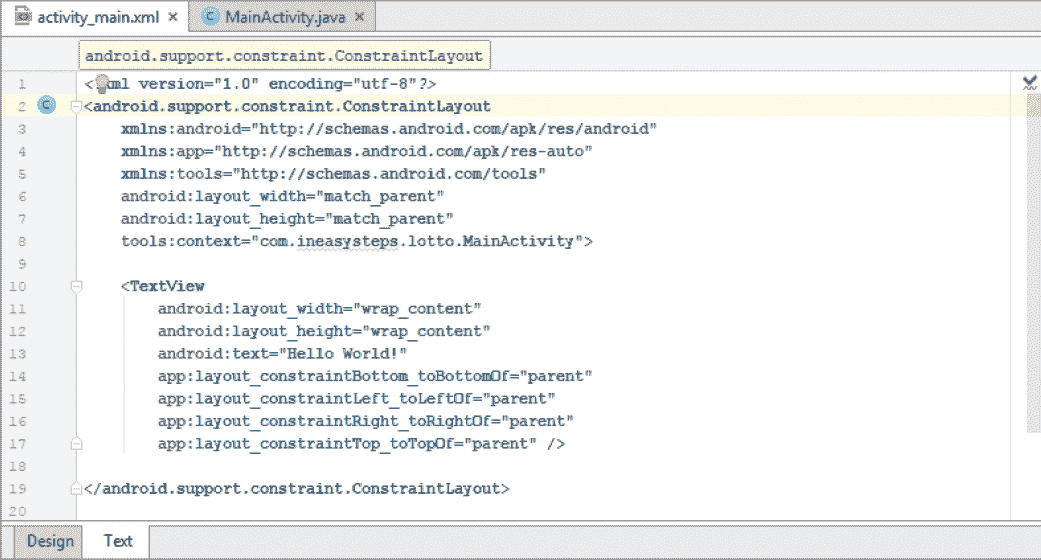 activity_main.xml × MainActivity.java ×
android.support.constraint.ConstraintLayout
1 <?xml version="1.0" encoding="utf-8"?>
2 <android.support.constraint.ConstraintLayout
3 xmlns:android="http://schemas.android.com/apk/res/android"
4 xmlns:app="http://schemas.android.com/apk/res-auto"
5 xmlns:tools="http://schemas.android.com/tools"
6 android:layout_width="match_parent"
7 android:layout_height="match_parent"
8 tools:context="com.ineasysteps.lotto.MainActivity">
9
10 <TextView
11 android:layout_width="wrap_content"
12 android:layout_height="wrap_content"
13 android:text="Hello World!"
14 app:layout_constraintBottom_toBottomOf="parent"
15 app:layout_constraintLeft_toLeftOf="parent"
16 app:layout_constraintRight_toRightOf="parent"
17 app:layout_constraintTop_toTopOf="parent" />
18
19 </android.support.constraint.ConstraintLayout>
20
Design Text